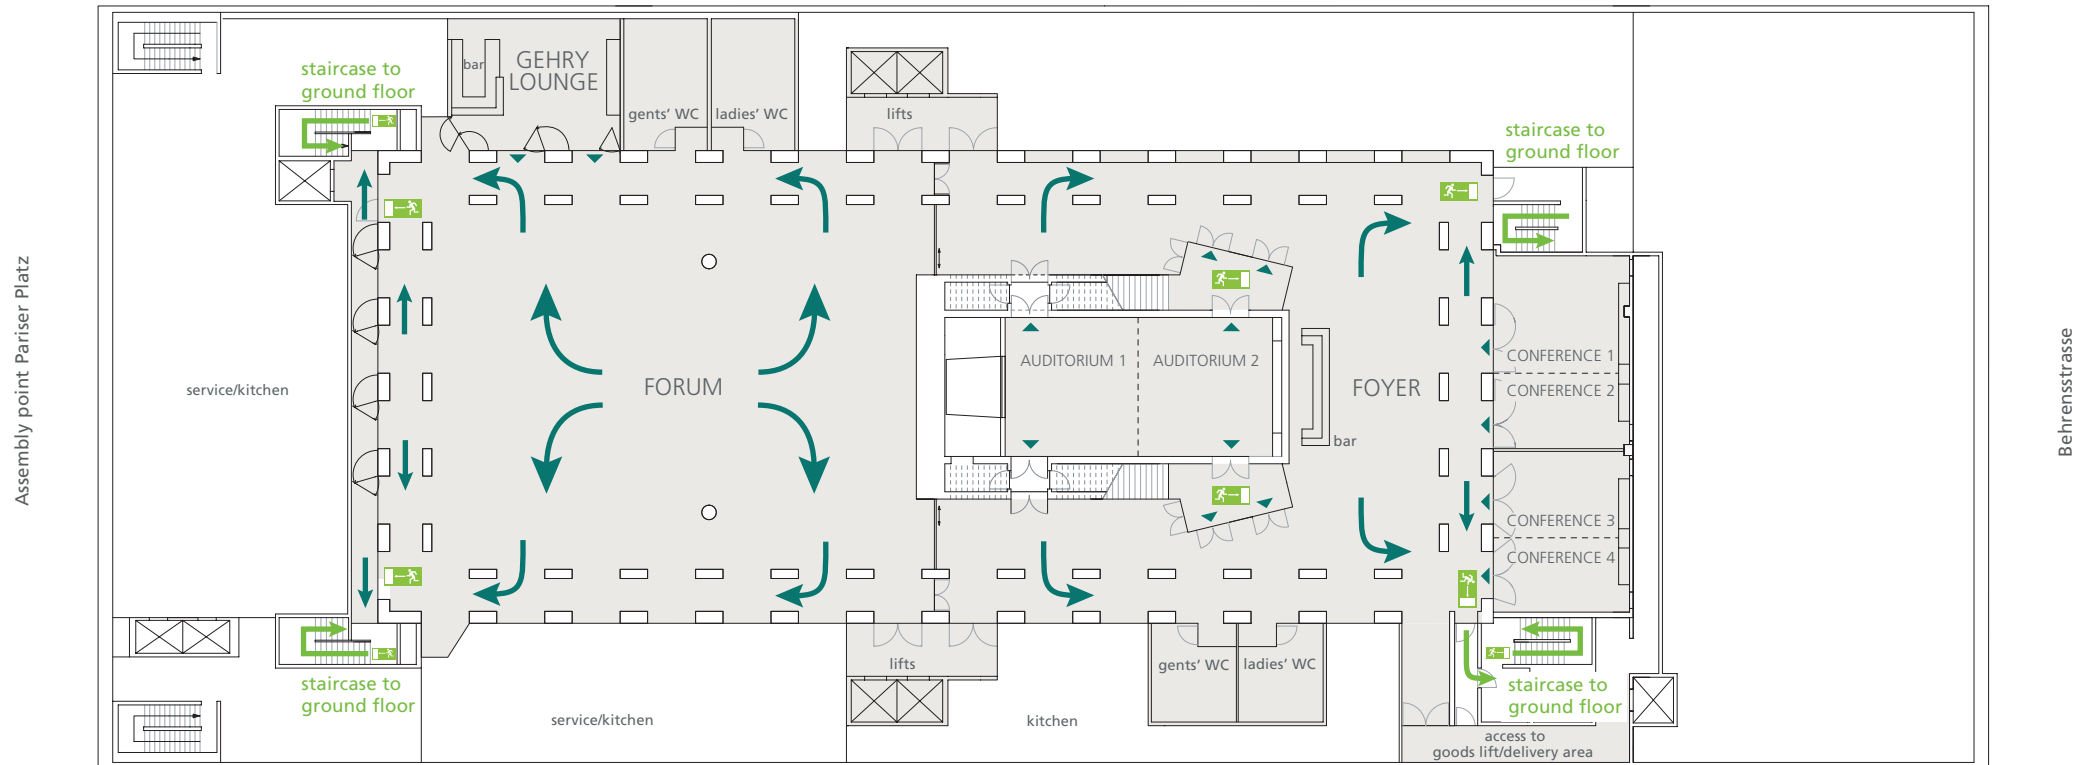 Assembly point Pariser Platz
staircase to
ground floor
bar
GEHRY
LOUNGE
gents' WC
ladies' WC
lifts
staircase to
ground floor
service/kitchen
FORUM
AUDITORIUM 1
AUDITORIUM 2
FOYER
bar
CONFERENCE 1
CONFERENCE 2
CONFERENCE 3
CONFERENCE 4
Behrensstrasse
staircase to
ground floor
service/kitchen
lifts
kitchen
gents' WC
ladies' WC
staircase to
ground floor
access to
goods lift/delivery area